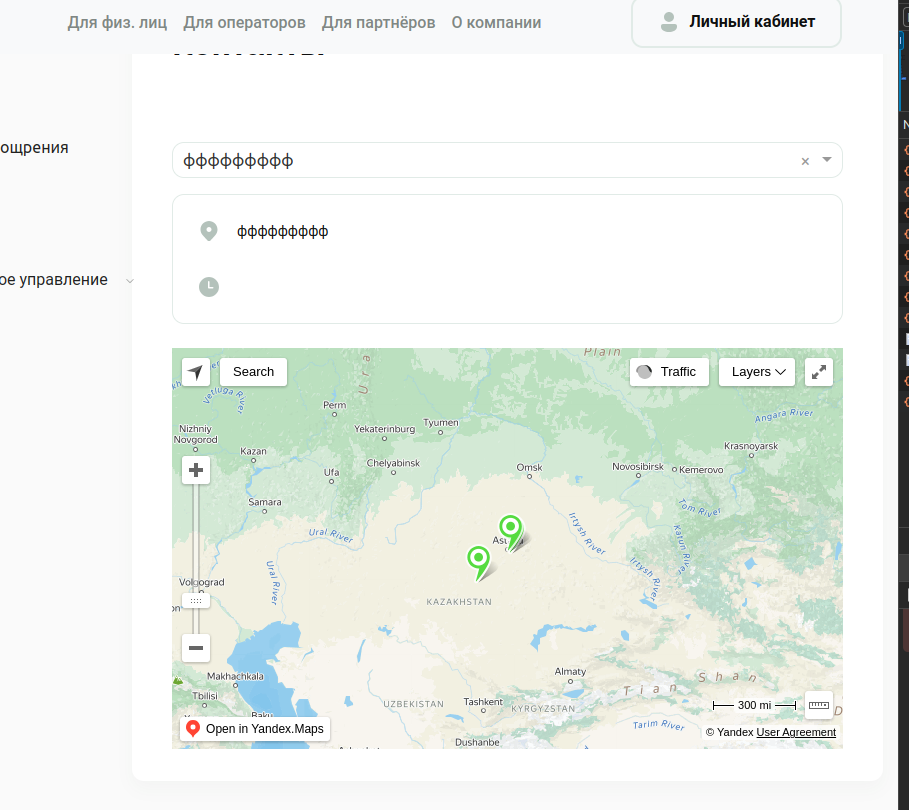 Для физ. лиц Для операторов Для партнёров О компании
Личный кабинет
ощрения
ффффффффф
×
ффффффффф
ое управление
Search
Traffic
Layers
Plain
Vetluga River
Perm
Angara River
Nizhniy
Novgorod
Yekaterinburg
Tyumen
Kazan
Krasnoyarsk
Chelyabinsk
Ufa
Omsk
Novosibirsk
Kemerovo
Samara
Tom River
Ural River
Irtysh River
Katun River
Ural River
Irtysh River
Volgograd
KAZAKHSTAN
Almaty
Makhachkala
Tian Shan
Tbilisi
UZBEKISTAN
Tashkent
KYRGYZSTAN
300 mi
Baku
Tarim River
Open in Yandex.Maps
© Yandex User Agreement
Dushanbe